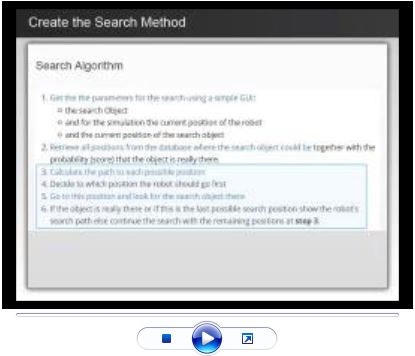 Create the Search Method
Search Algorithm
1. Get the the parameters for the search using a simple GUI:
the search Object
and for the simulation the current position of the robot
and the current position of the search object
2. Retrieve all positions from the database where the search object could be together with the
probability (score) that the object is really there.
3. Calculate the path to each possible position
4. Decide to which position the robot should go first
5. Go to this position and look for the search object there
6. If the object is really there or if this is the last possible search position show the robot's
search path else continue the search with the remaining positions at step 3.